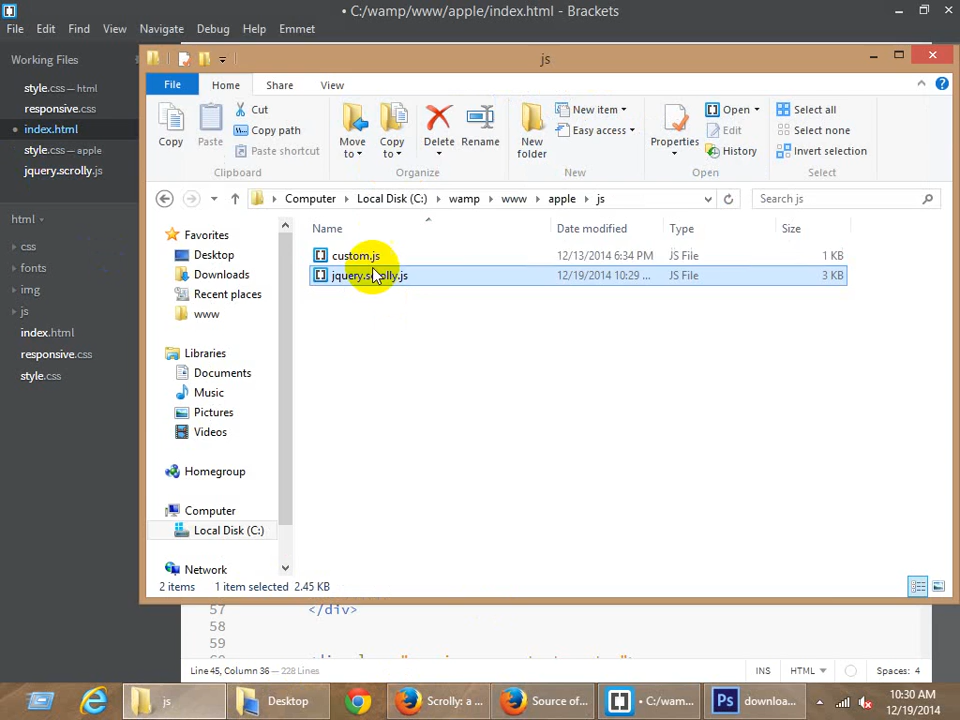 • C:/wamp/www/apple/index.html - Brackets
File Edit Find View Navigate Debug Help Emmet
Working Files
style.css — html
responsive.css
index.html
style.css — apple
jquery.scrolly.js
html
css
fonts
img
js
index.html
responsive.css
style.css
js
File Home Share View
Copy
Paste
Cut
Copy path
Paste shortcut
Clipboard
Move to
Copy to
Delete
Rename
Organize
New folder
New item
Easy access
New
Properties
Open
Edit
History
Open
Select all
Select none
Invert selection
Select
Computer Local Disk (C:) wamp www apple js
Search js
Name Date modified Type Size
custom.js 12/13/2014 6:34 PM JS File 1 KB
jquery.scrolly.js 12/19/2014 10:29 ... JS File 3 KB
Favorites
Desktop
Downloads
Recent places
www
Libraries
Documents
Music
Pictures
Videos
Homegroup
Computer
Local Disk (C:)
Network
2 items 1 item selected 2.45 KB
57 </div>
58
59
Line 45, Column 36 — 228 Lines
INS HTML Spaces: 4
js
Desktop
Scrolly: a ...
Source of...
• C:/wamp...
downloa...
10:30 AM
12/19/2014